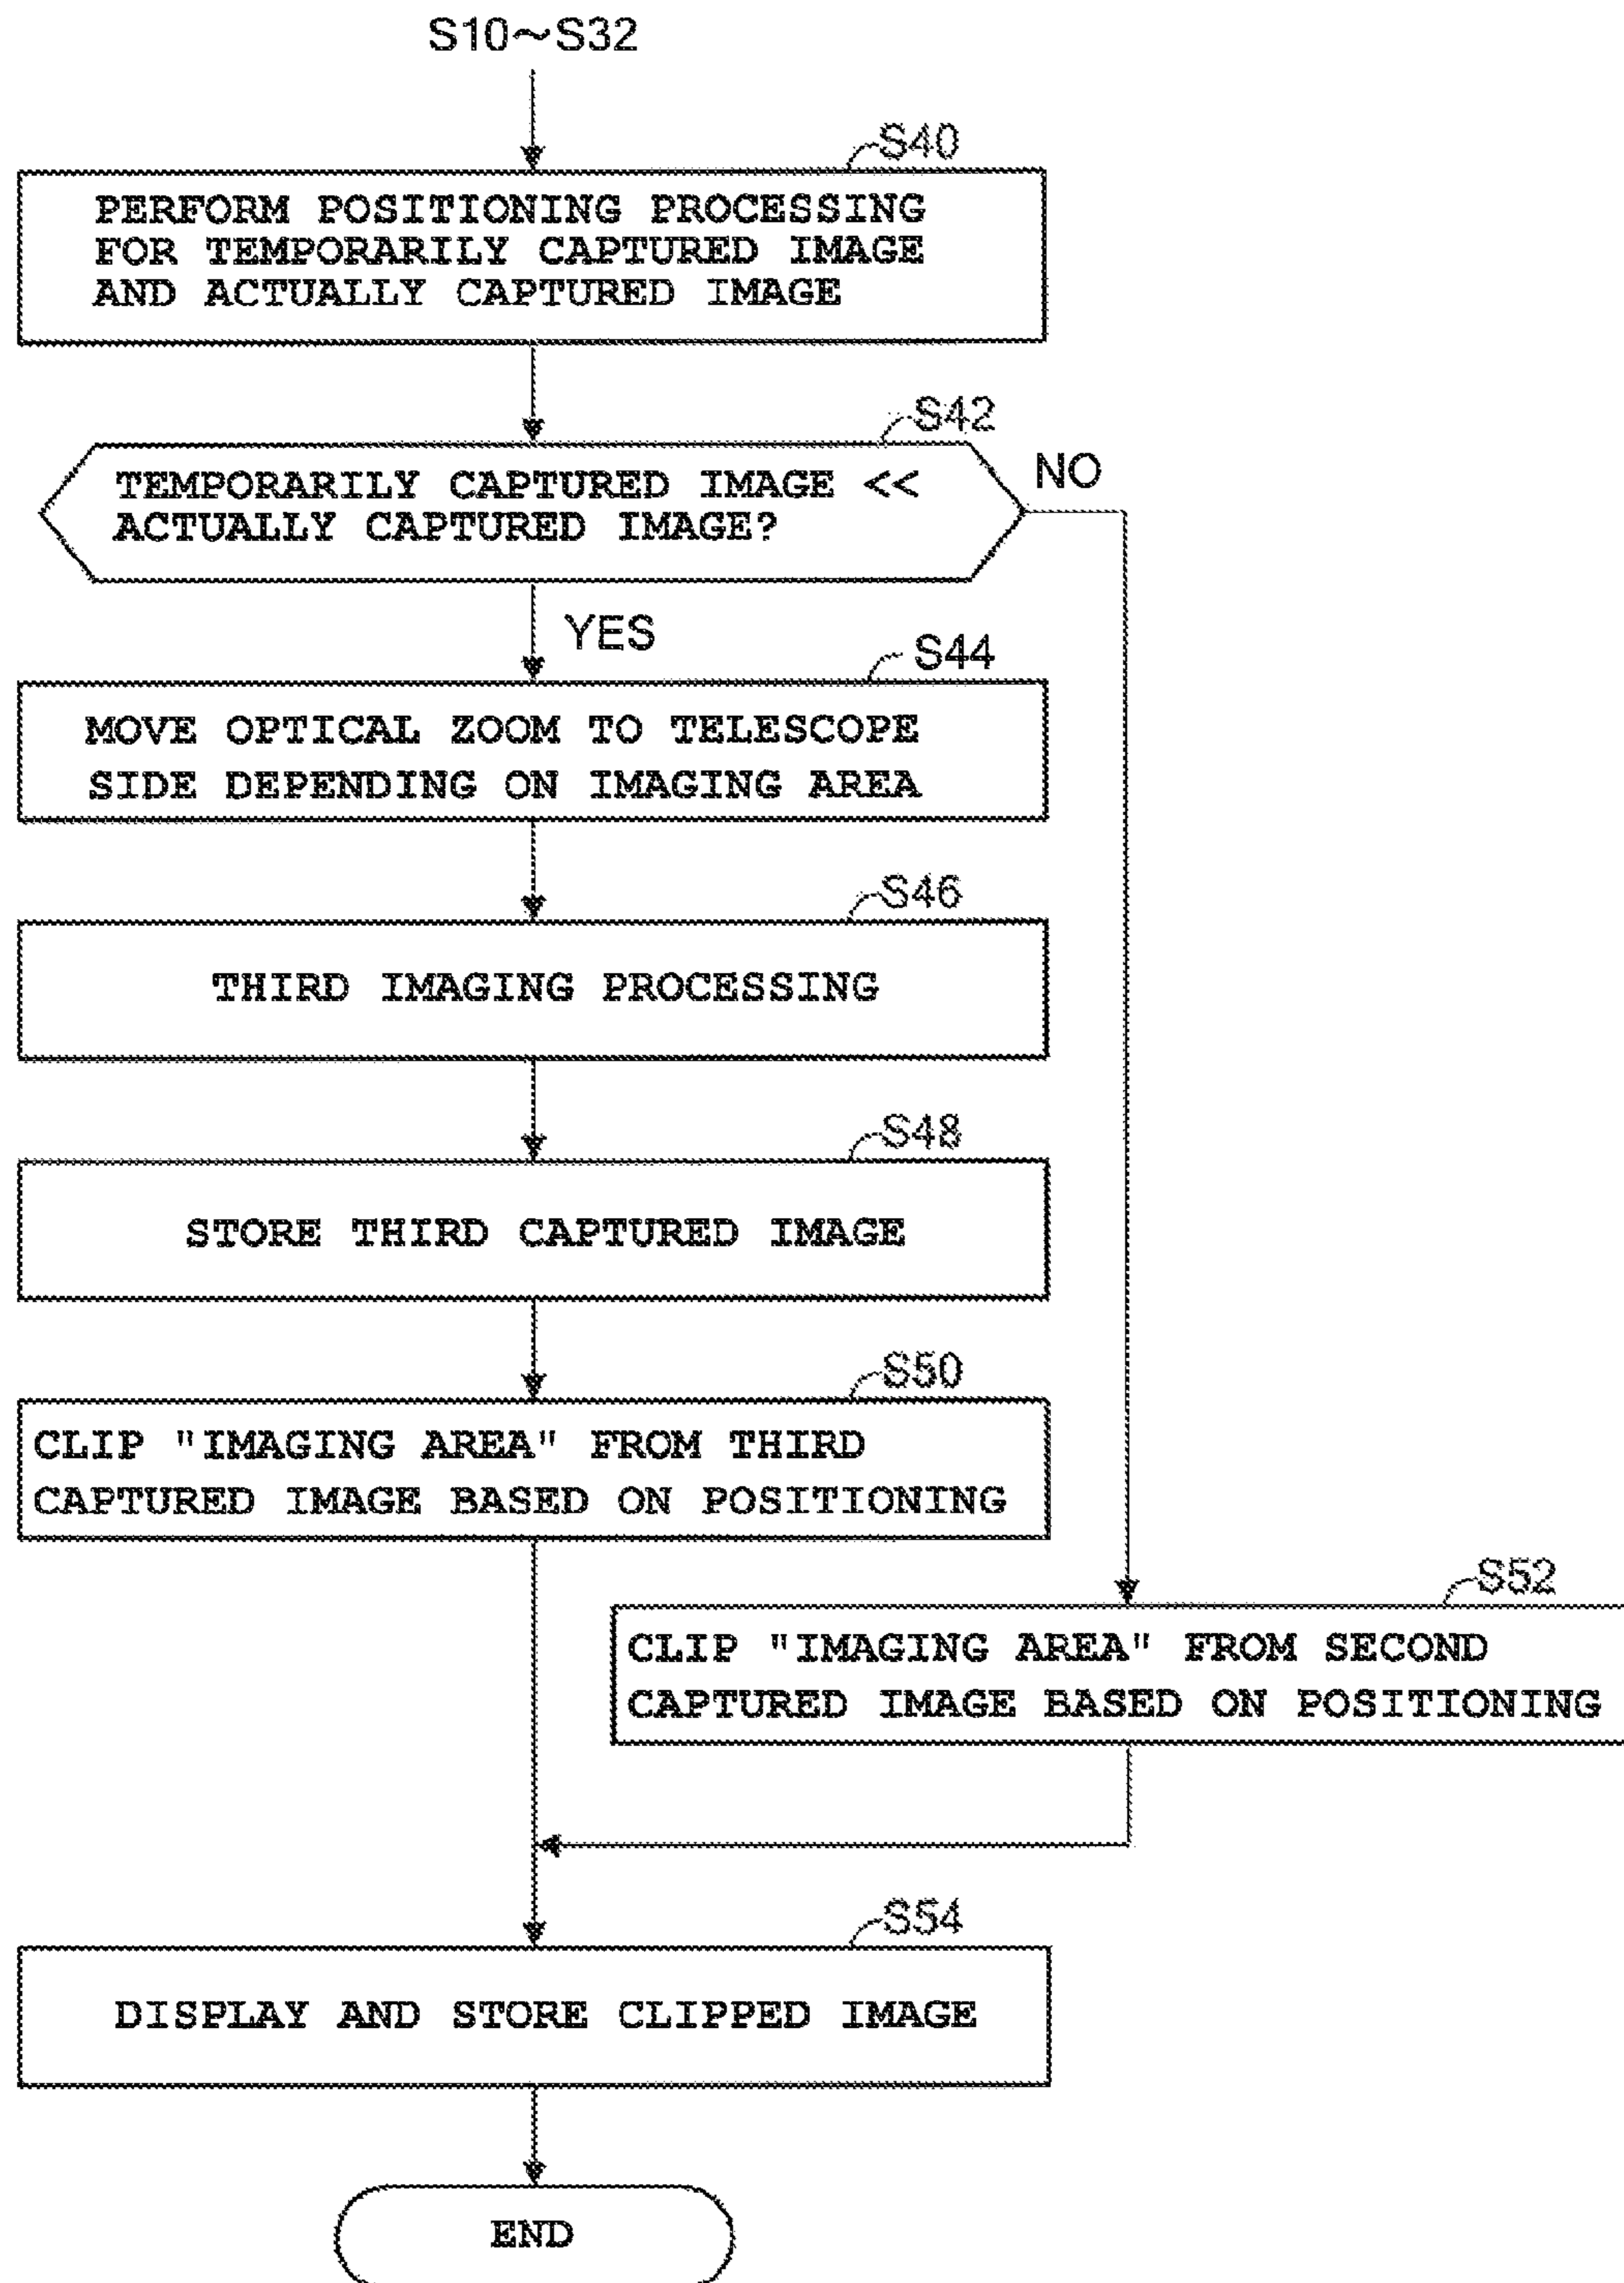 S10~S32
S40
PERFORM POSITIONING PROCESSING
FOR TEMPORARILY CAPTURED IMAGE
AND ACTUALLY CAPTURED IMAGE
S42
TEMPORARILY CAPTURED IMAGE <<
ACTUALLY CAPTURED IMAGE?
NO
YES
S44
MOVE OPTICAL ZOOM TO TELESCOPE
SIDE DEPENDING ON IMAGING AREA
S46
THIRD IMAGING PROCESSING
S48
STORE THIRD CAPTURED IMAGE
S50
CLIP "IMAGING AREA" FROM THIRD
CAPTURED IMAGE BASED ON POSITIONING
S52
CLIP "IMAGING AREA" FROM SECOND
CAPTURED IMAGE BASED ON POSITIONING
S54
DISPLAY AND STORE CLIPPED IMAGE
END